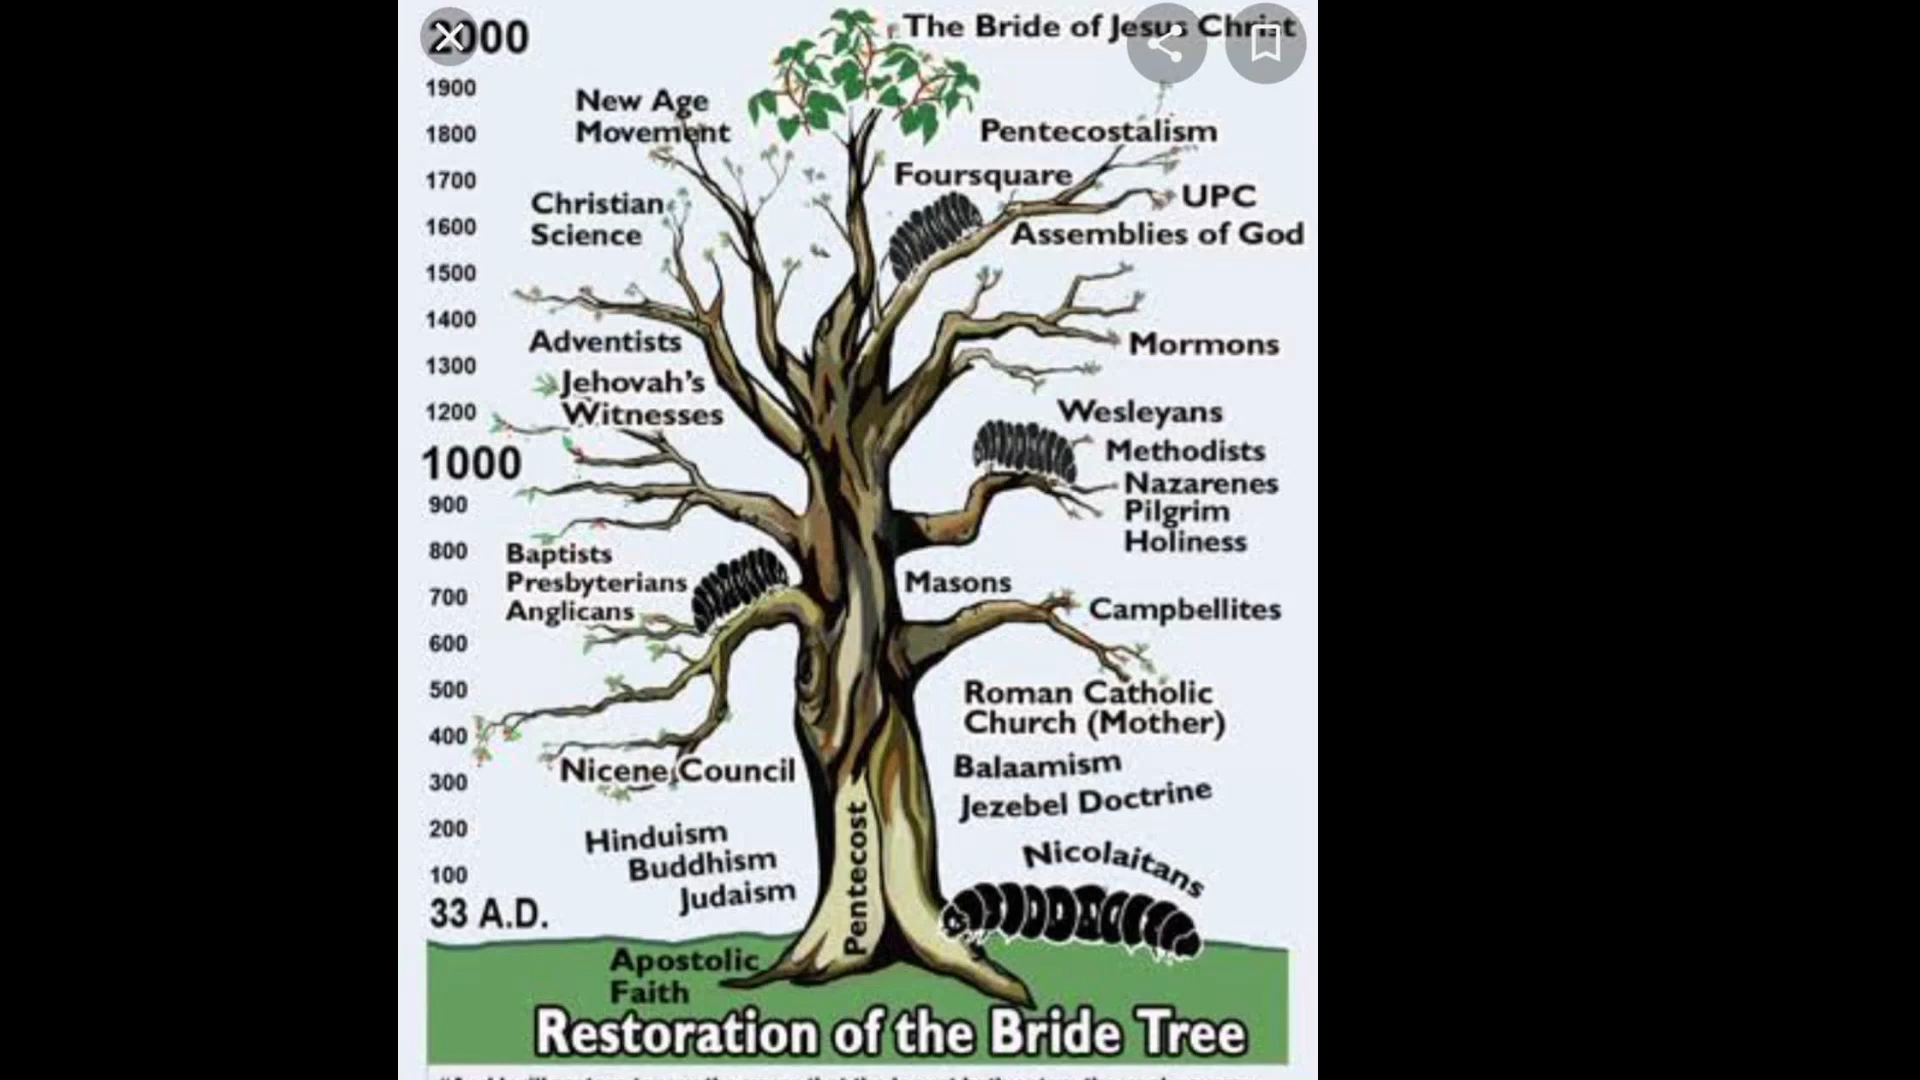 2000
The Bride of Jesus Christ
1900
New Age
Movement
1800
Pentecostalism
1700
Foursquare
Christian
Science
UPC
1600
Assemblies of God
1500
1400
Adventists
Mormons
1300
Jehovah's
Witnesses
1200
Wesleyans
Methodists
1000
Nazarenes
Pilgrim
Holiness
900
800
Baptists
Presbyterians
Anglicans
Masons
700
Campbellites
600
500
Roman Catholic
Church (Mother)
400
Nicene Council
300
Balaamism
Jezebel Doctrine
200
Hinduism
Buddhism
Judaism
Nicolaitans
100
33 A.D.
Pentecost
Apostolic
Faith
Restoration of the Bride Tree